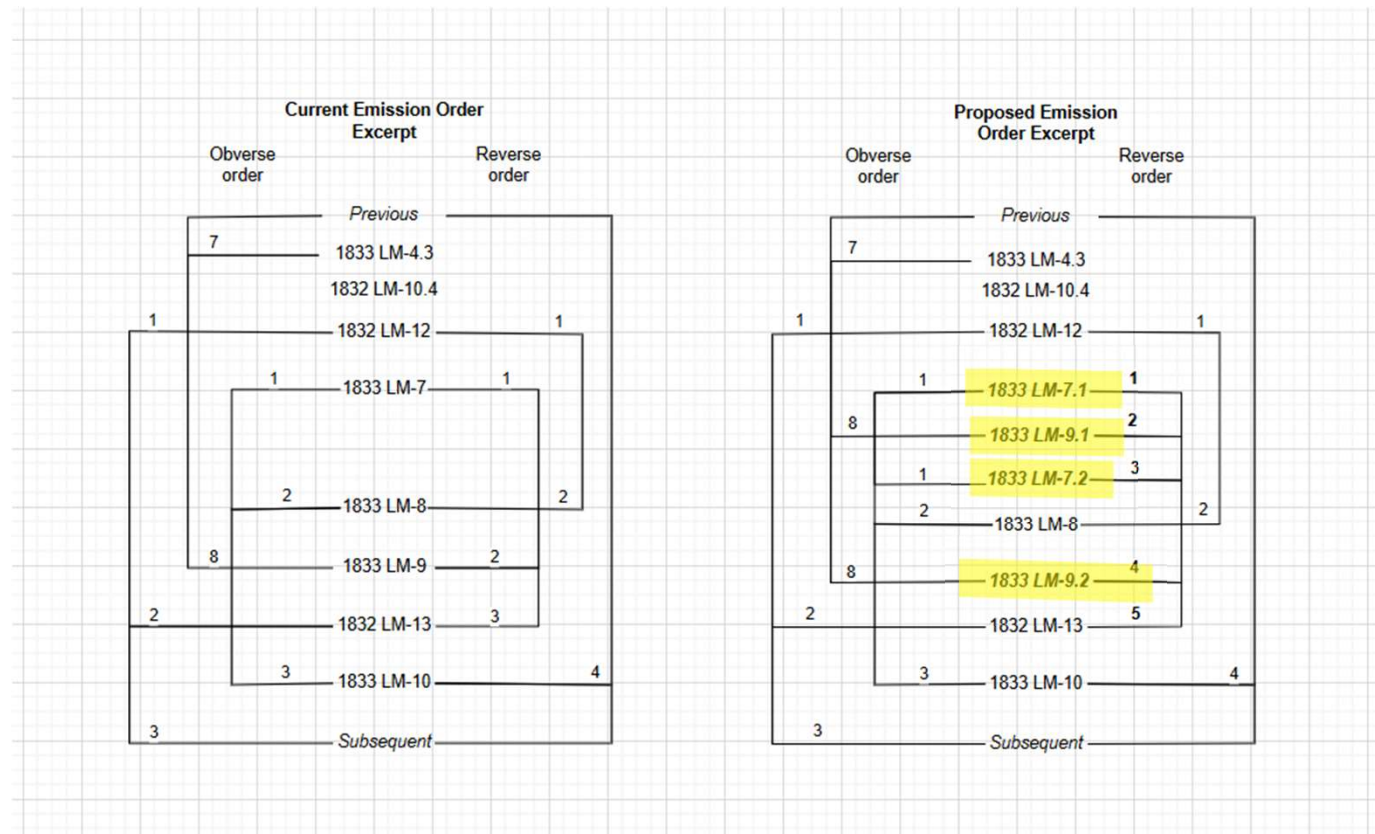 Current Emission Order
Excerpt
Obverse
order
Reverse
order
Previous
7
1833 LM-4.3
1832 LM-10.4
1
1832 LM-12
1
1
1833 LM-7
1
2
1833 LM-8
2
8
1833 LM-9
2
2
1832 LM-13
3
3
1833 LM-10
4
3
Subsequent
Proposed Emission
Order Excerpt
Obverse
order
Reverse
order
Previous
7
1833 LM-4.3
1832 LM-10.4
1
1832 LM-12
1
1
1833 LM-7.1
1
8
1833 LM-9.1
2
1
1833 LM-7.2
3
2
1833 LM-8
2
8
1833 LM-9.2
4
2
1832 LM-13
5
3
1833 LM-10
4
3
Subsequent